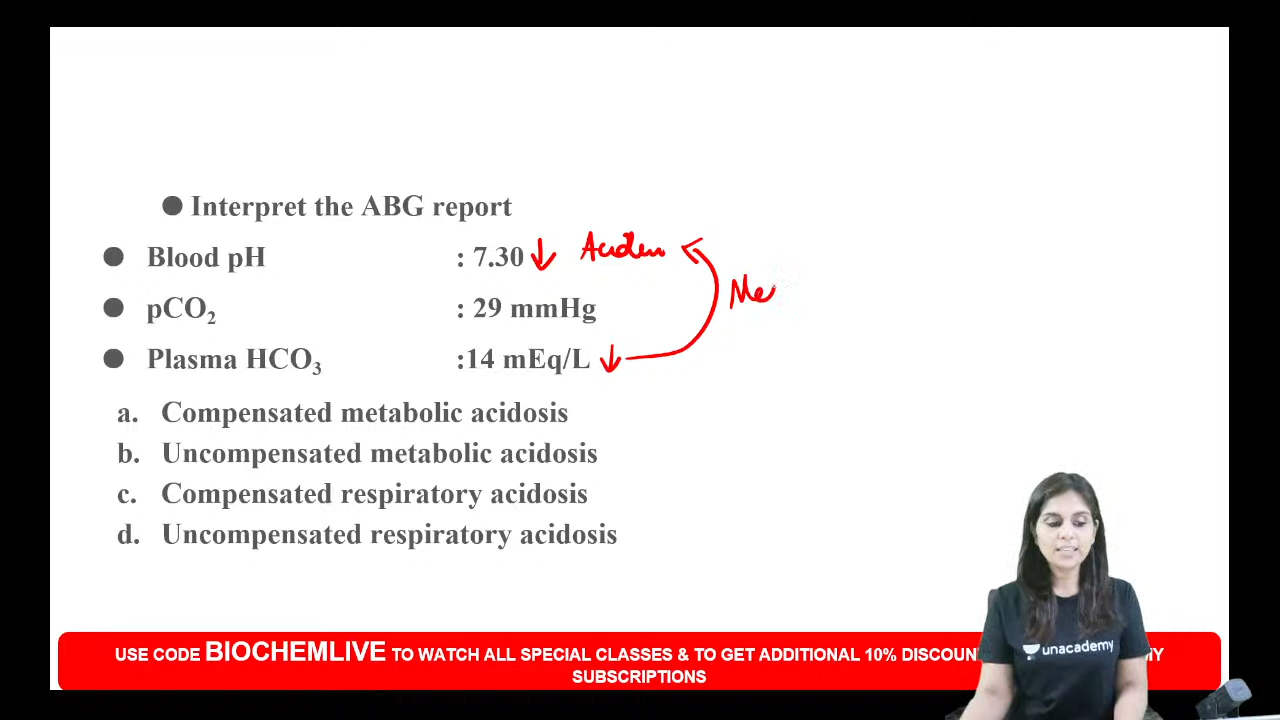 ● Interpret the ABG report
● Blood pH : 7.30 ↓
● pCO₂ : 29 mmHg
● Plasma HCO₃ :14 mEq/L ↓
Me
a. Compensated metabolic acidosis
b. Uncompensated metabolic acidosis
c. Compensated respiratory acidosis
d. Uncompensated respiratory acidosis
unacademy
USE CODE BIOCHEMLIVE TO WATCH ALL SPECIAL CLASSES & TO GET ADDITIONAL 10% DISCOUN MY
SUBSCRIPTIONS